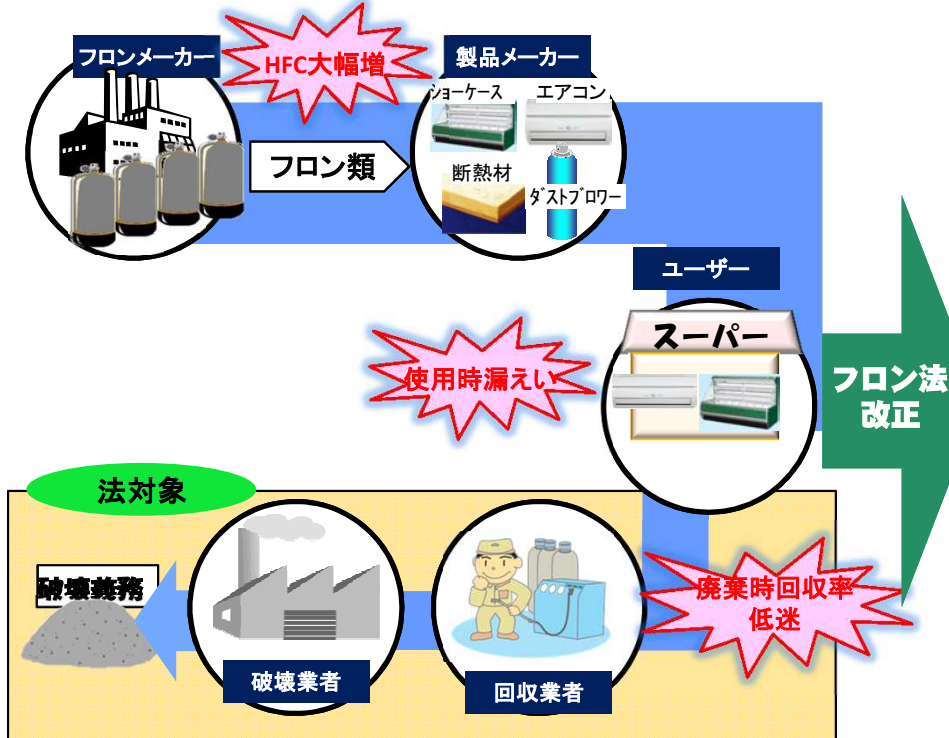 フロンメーカー
HFC大幅増
製品メーカー
ショーケース
エアコン
フロン類
断熱材
ダストブロワー
ユーザー
スーパー
使用時漏えい
フロン法
改正
法対象
破壊義務
廃棄時回収率
低迷
破壊業者
回収業者